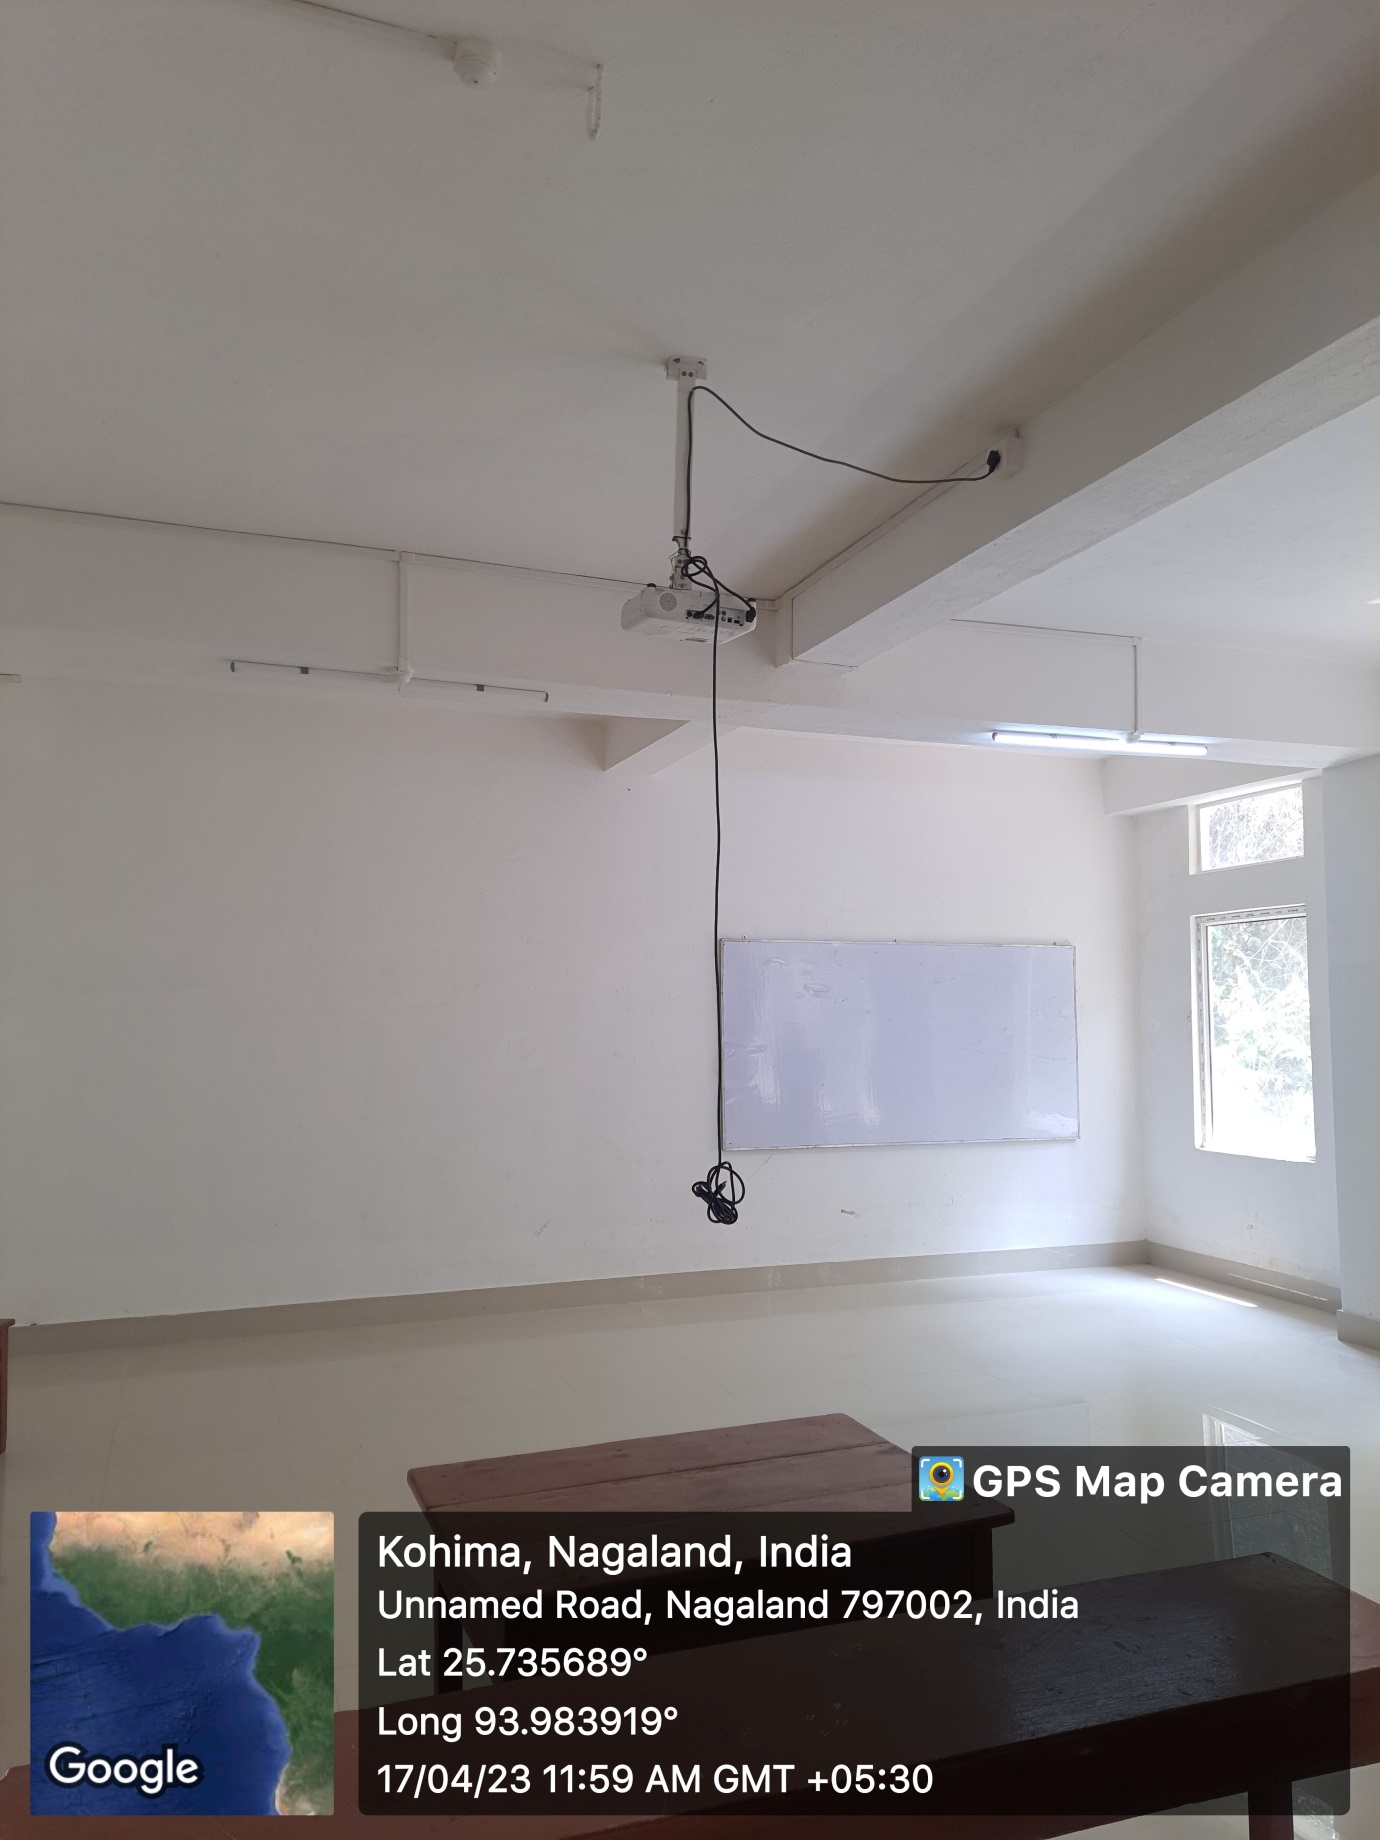 GPS Map Camera
Kohima, Nagaland, India
Unnamed Road, Nagaland 797002, India
Lat 25.735689°
Long 93.983919°
17/04/23 11:59 AM GMT +05:30
Google